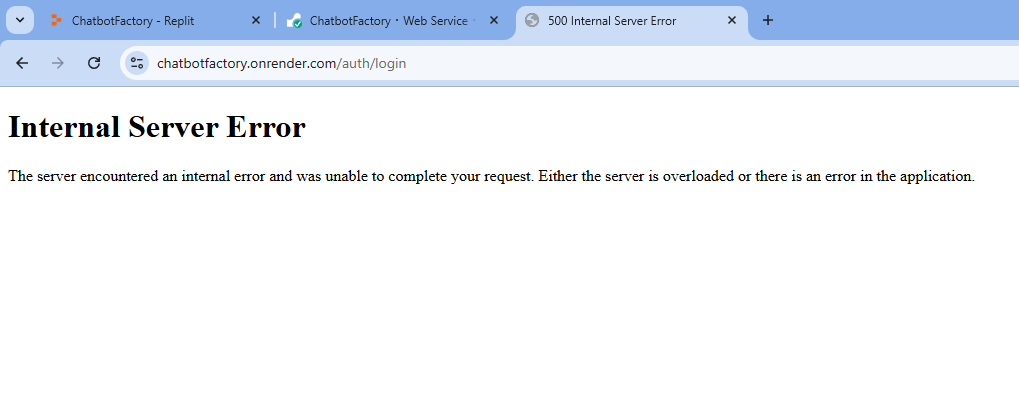 ChatbotFactory - Replit
ChatbotFactory · Web Service
500 Internal Server Error
chatbotfactory.onrender.com/auth/login
Internal Server Error
The server encountered an internal error and was unable to complete your request. Either the server is overloaded or there is an error in the application.